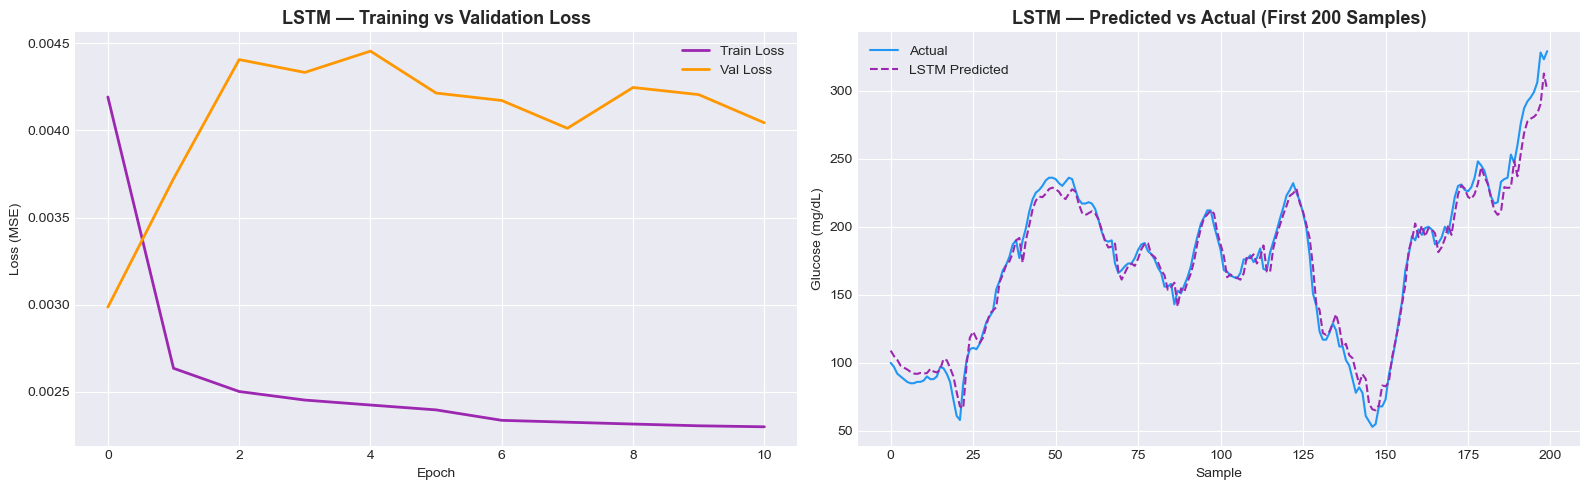 LSTM — Training vs Validation Loss
Train Loss
Val Loss
0.0045
0.0040
0.0035
0.0030
0.0025
Loss (MSE)
0 2 4 6 8 10
Epoch
LSTM — Predicted vs Actual (First 200 Samples)
Actual
LSTM Predicted
300
250
200
150
100
50
Glucose (mg/dL)
0 25 50 75 100 125 150 175 200
Sample